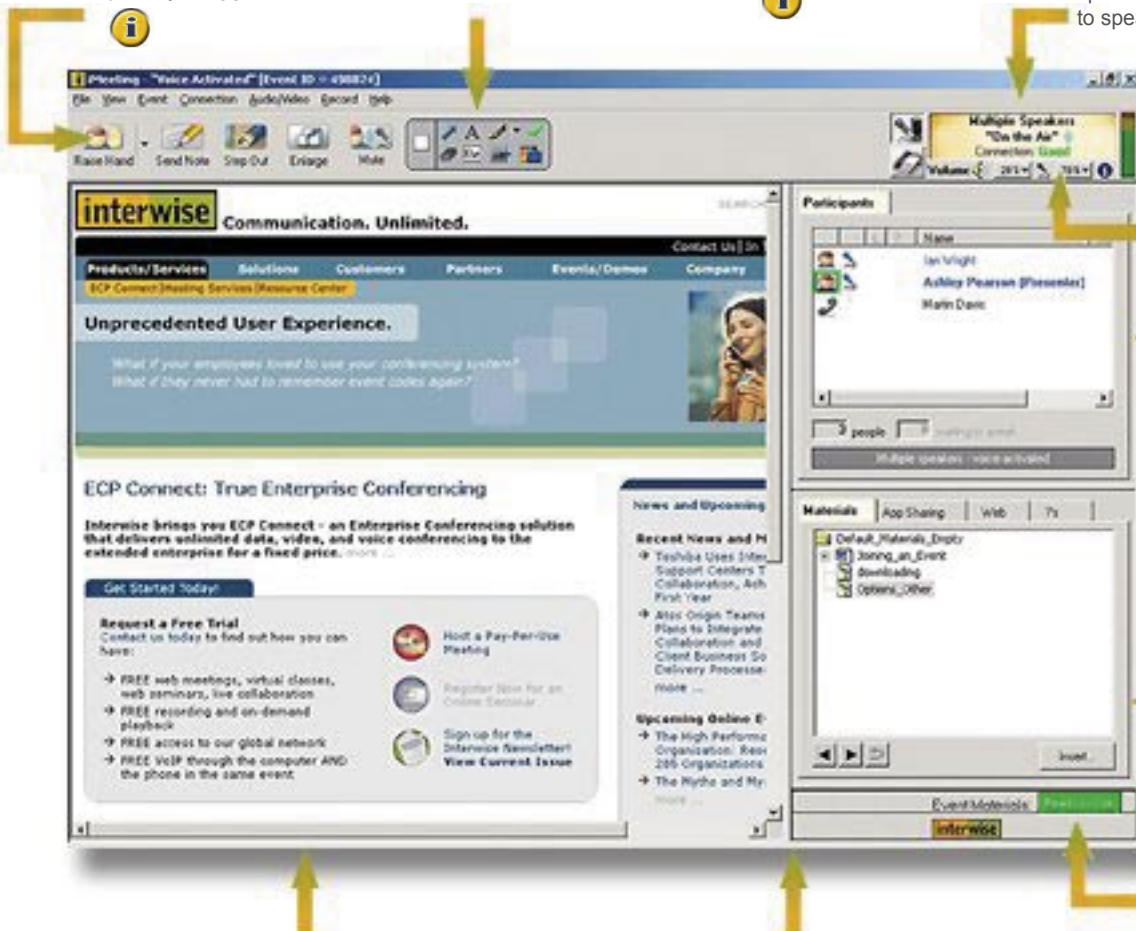 to spe
iMeeting - "Voice Activated" [Event ID = 498824]
File View Event Connection Audio/Video Record Help
Raise Hand Send Note Step Out Enlarge Mute
Multiple Speakers
"On the Air"
Connection: Good
Volume
interwise Communication. Unlimited.
SEARCH
Contact Us | In
Products/Services Solutions Customers Partners Events/Demos Company
ECP Connect | Meeting Services | Resource Center
Unprecedented User Experience.
What if your employees loved to use your conferencing system?
What if they never had to remember event codes again?
ECP Connect: True Enterprise Conferencing
Interwise brings you ECP Connect - an Enterprise Conferencing solution
that delivers unlimited data, video, and voice conferencing to the
extended enterprise for a fixed price. more ...
Get Started Today!
Request a Free Trial
Contact us today to find out how you can
have:
FREE web meetings, virtual classes,
web seminars, live collaboration
FREE recording and on-demand
playback
FREE access to our global network
FREE VoIP through the computer AND
the phone in the same event
Host a Pay-Per-Use
Meeting
Register Now for an
Online Seminar
Sign up for the
Interwise Newsletter!
View Current Issue
News and Upcoming
Recent News and
Toshiba Uses Inter
Support Centers T
Collaboration, Ach
First Year
Atos Origin Teams
Plans to Integrate
Collaboration and
Client Business So
Delivery Processe
more ...
Upcoming Online E
The High Performa
Organization:
285 Organizations
The Myths and My
more ...
Participants
Name
Ian Wright
Ashley Pearson (Presenter)
Martin Davis
people waiting to speak
Multiple speakers - voice activated
Materials App Sharing Web
Default_Materials_Empty
Joining_an_Event
downloading
Options_Other
Insert...
Event Materials:
interwise